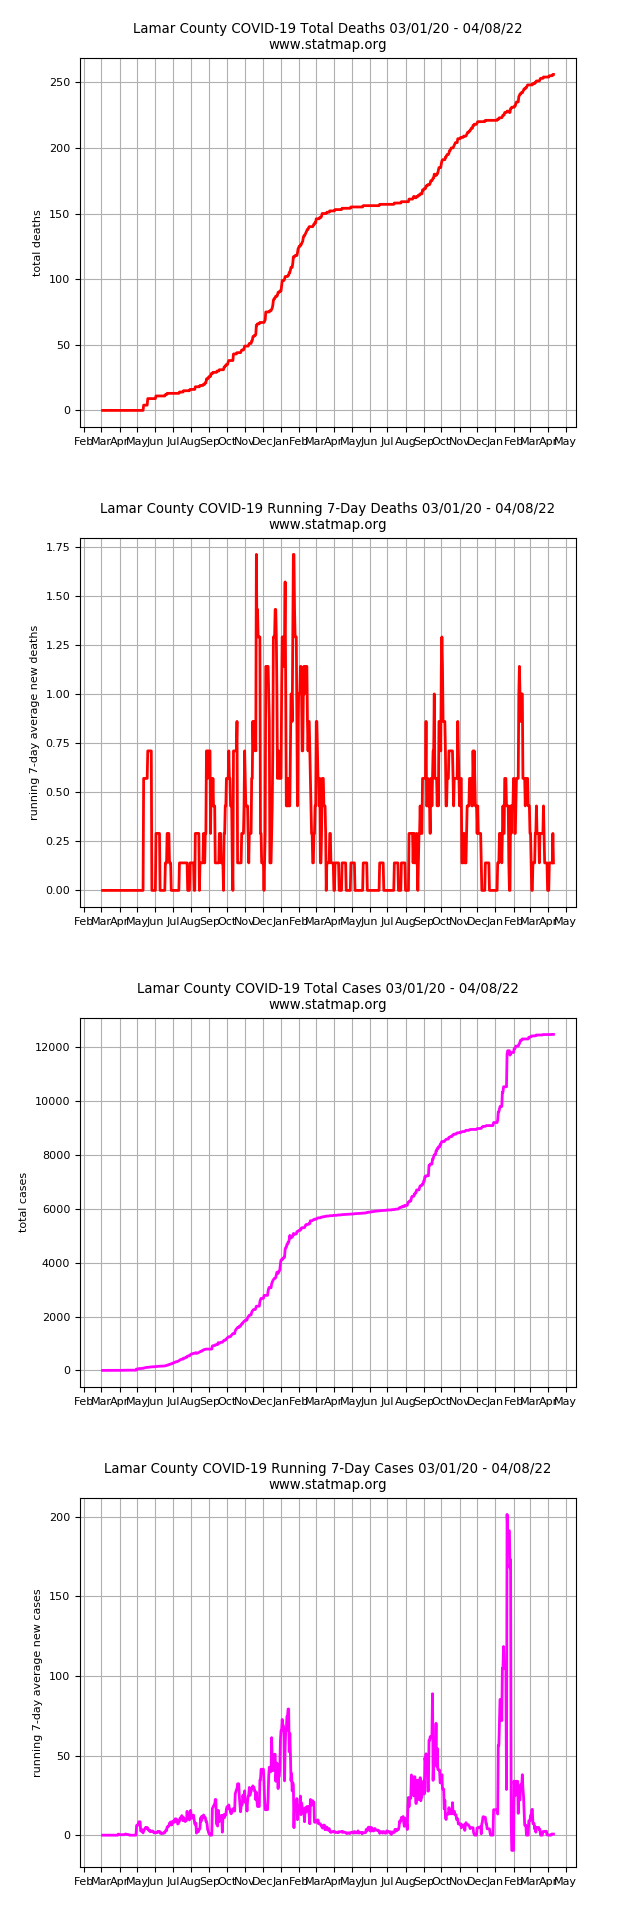 Lamar County COVID-19 Total Deaths 03/01/20 - 04/08/22
www.statmap.org
250
200
150
100
50
0
total deaths
Feb Mar Apr May Jun Jul Aug Sep Oct Nov Dec Jan Feb Mar Apr May Jun Jul Aug Sep Oct Nov Dec Jan Feb Mar Apr May
Lamar County COVID-19 Running 7-Day Deaths 03/01/20 - 04/08/22
www.statmap.org
1.75
1.50
1.25
1.00
0.75
0.50
0.25
0.00
running 7-day average new deaths
Feb Mar Apr May Jun Jul Aug Sep Oct Nov Dec Jan Feb Mar Apr May Jun Jul Aug Sep Oct Nov Dec Jan Feb Mar Apr May
Lamar County COVID-19 Total Cases 03/01/20 - 04/08/22
www.statmap.org
12000
10000
8000
6000
4000
2000
0
total cases
Feb Mar Apr May Jun Jul Aug Sep Oct Nov Dec Jan Feb Mar Apr May Jun Jul Aug Sep Oct Nov Dec Jan Feb Mar Apr May
Lamar County COVID-19 Running 7-Day Cases 03/01/20 - 04/08/22
www.statmap.org
200
150
100
50
0
running 7-day average new cases
Feb Mar Apr May Jun Jul Aug Sep Oct Nov Dec Jan Feb Mar Apr May Jun Jul Aug Sep Oct Nov Dec Jan Feb Mar Apr May